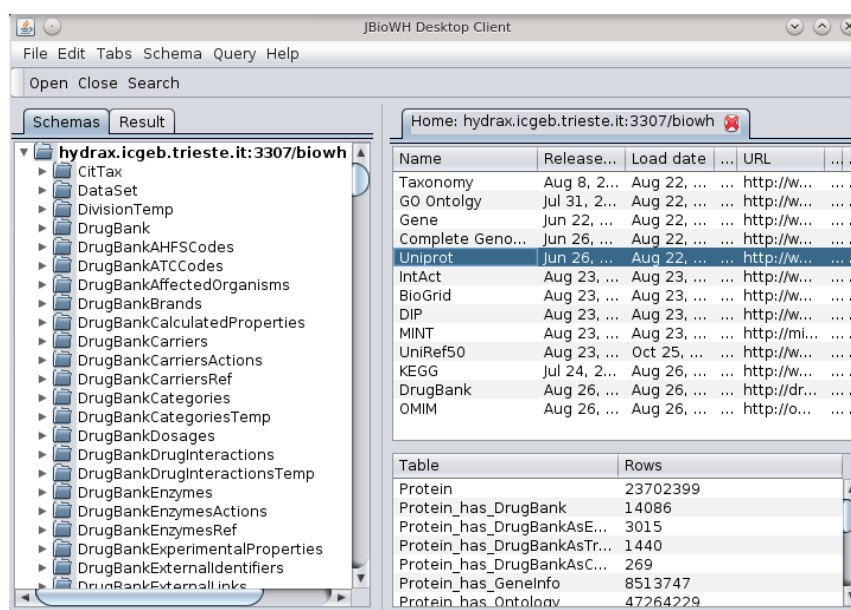 JBioWH Desktop Client
File Edit Tabs Schema Query Help
Open Close Search
Schemas Result
hydrax.icgeb.trieste.it:3307/biowh
CitTax
DataSet
DivisionTemp
DrugBank
DrugBankAHFSCodes
DrugBankATCCodes
DrugBankAffectedOrganisms
DrugBankBrands
DrugBankCalculatedProperties
DrugBankCarriers
DrugBankCarriersActions
DrugBankCarriersRef
DrugBankCategories
DrugBankCategoriesTemp
DrugBankDosages
DrugBankDrugInteractions
DrugBankDrugInteractionsTemp
DrugBankEnzymes
DrugBankEnzymesActions
DrugBankEnzymesRef
DrugBankExperimentalProperties
DrugBankExternalIdentifiers
DrugBankExternalLinks
Home: hydrax.icgeb.trieste.it:3307/biowh
Name Release... Load date ... URL ...
Taxonomy Aug 8, 2... Aug 22, ... ... http://w... ...
GO Ontolgy Jul 31, 2... Aug 22, ... ... http://w... ...
Gene Jun 22, ... Aug 22, ... ... http://w... ...
Complete Geno... Jun 26, ... Aug 22, ... ... http://w... ...
Uniprot Jun 26, ... Aug 22, ... ... http://w... ...
IntAct Aug 23, ... Aug 23, ... ... http://w... ...
BioGrid Aug 23, ... Aug 23, ... ... http://w... ...
DIP Aug 23, ... Aug 23, ... ... http://w... ...
MINT Aug 23, ... Aug 23, ... ... http://mi... ...
UniRef50 Aug 23, ... Oct 25, ... ... http://w... ...
KEGG Jul 24, 2... Aug 26, ... ... http://w... ...
DrugBank Aug 26, ... Aug 26, ... ... http://dr... ...
OMIM Aug 26, ... Aug 26, ... ... http://o... ...
Table Rows
Protein 23702399
Protein_has_DrugBank 14086
Protein_has_DrugBankAsE... 3015
Protein_has_DrugBankAsTr... 1440
Protein_has_DrugBankAsC... 269
Protein_has_GeneInfo 8513747
Protein_has_Ontology 47264229